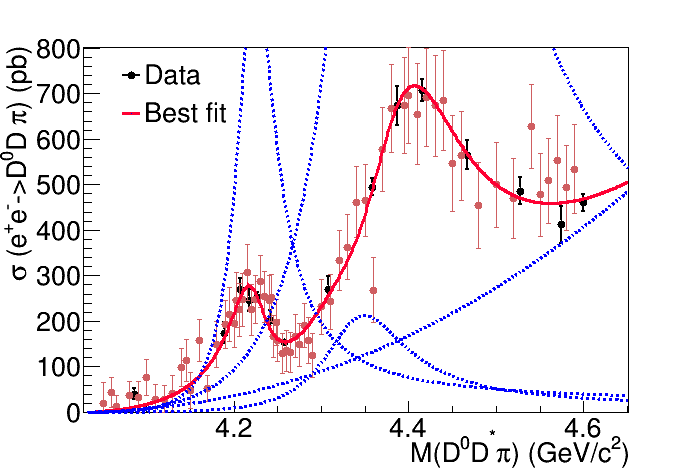 800
700
600
500
400
300
200
100
0
σ (e⁺e⁻->D⁰D π) (pb)
Data
Best fit
4.2 4.4 4.6
M(D⁰D*π) (GeV/c²)